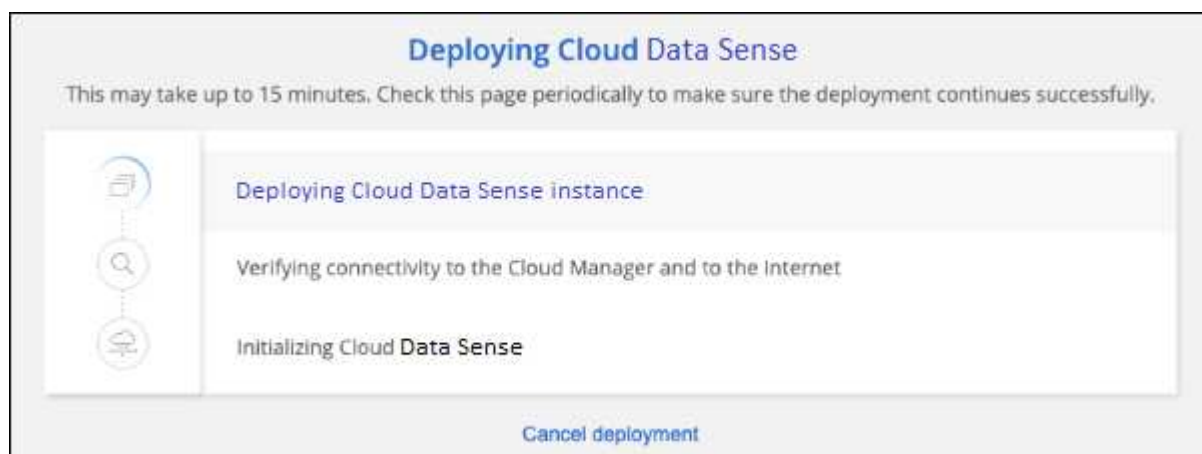 Deploying Cloud Data Sense
This may take up to 15 minutes. Check this page periodically to make sure the deployment continues successfully.
Deploying Cloud Data Sense instance
Verifying connectivity to the Cloud Manager and to the Internet
Initializing Cloud Data Sense
Cancel deployment